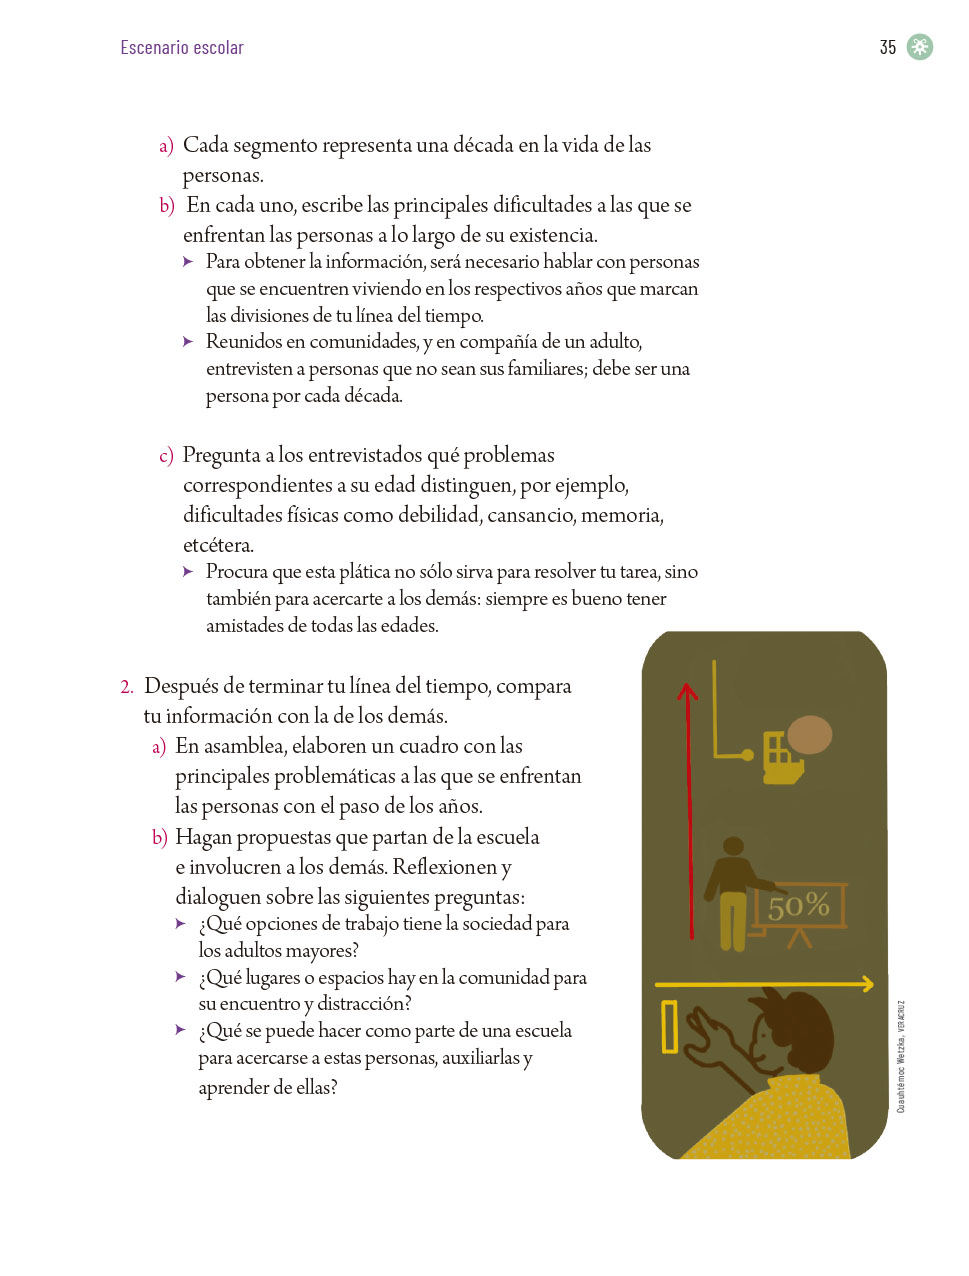 Escenario escolar
35
a) Cada segmento representa una década en la vida de las
personas.
b) En cada uno, escribe las principales dificultades a las que se
enfrentan las personas a lo largo de su existencia.
➤ Para obtener la información, será necesario hablar con personas
que se encuentren viviendo en los respectivos años que marcan
las divisiones de tu línea del tiempo.
➤ Reunidos en comunidades, y en compañía de un adulto,
entrevisten a personas que no sean sus familiares; debe ser una
persona por cada década.
c) Pregunta a los entrevistados qué problemas
correspondientes a su edad distinguen, por ejemplo,
dificultades físicas como debilidad, cansancio, memoria,
etcétera.
➤ Procura que esta plática no sólo sirva para resolver tu tarea, sino
también para acercarte a los demás: siempre es bueno tener
amistades de todas las edades.
2. Después de terminar tu línea del tiempo, compara
tu información con la de los demás.
a) En asamblea, elaboren un cuadro con las
principales problemáticas a las que se enfrentan
las personas con el paso de los años.
b) Hagan propuestas que partan de la escuela
e involucren a los demás. Reflexionen y
dialoguen sobre las siguientes preguntas:
➤ ¿Qué opciones de trabajo tiene la sociedad para
los adultos mayores?
➤ ¿Qué lugares o espacios hay en la comunidad para
su encuentro y distracción?
➤ ¿Qué se puede hacer como parte de una escuela
para acercarse a estas personas, auxiliarlas y
aprender de ellas?
50%
Cuauhtémoc Wetzka, VERACRUZ